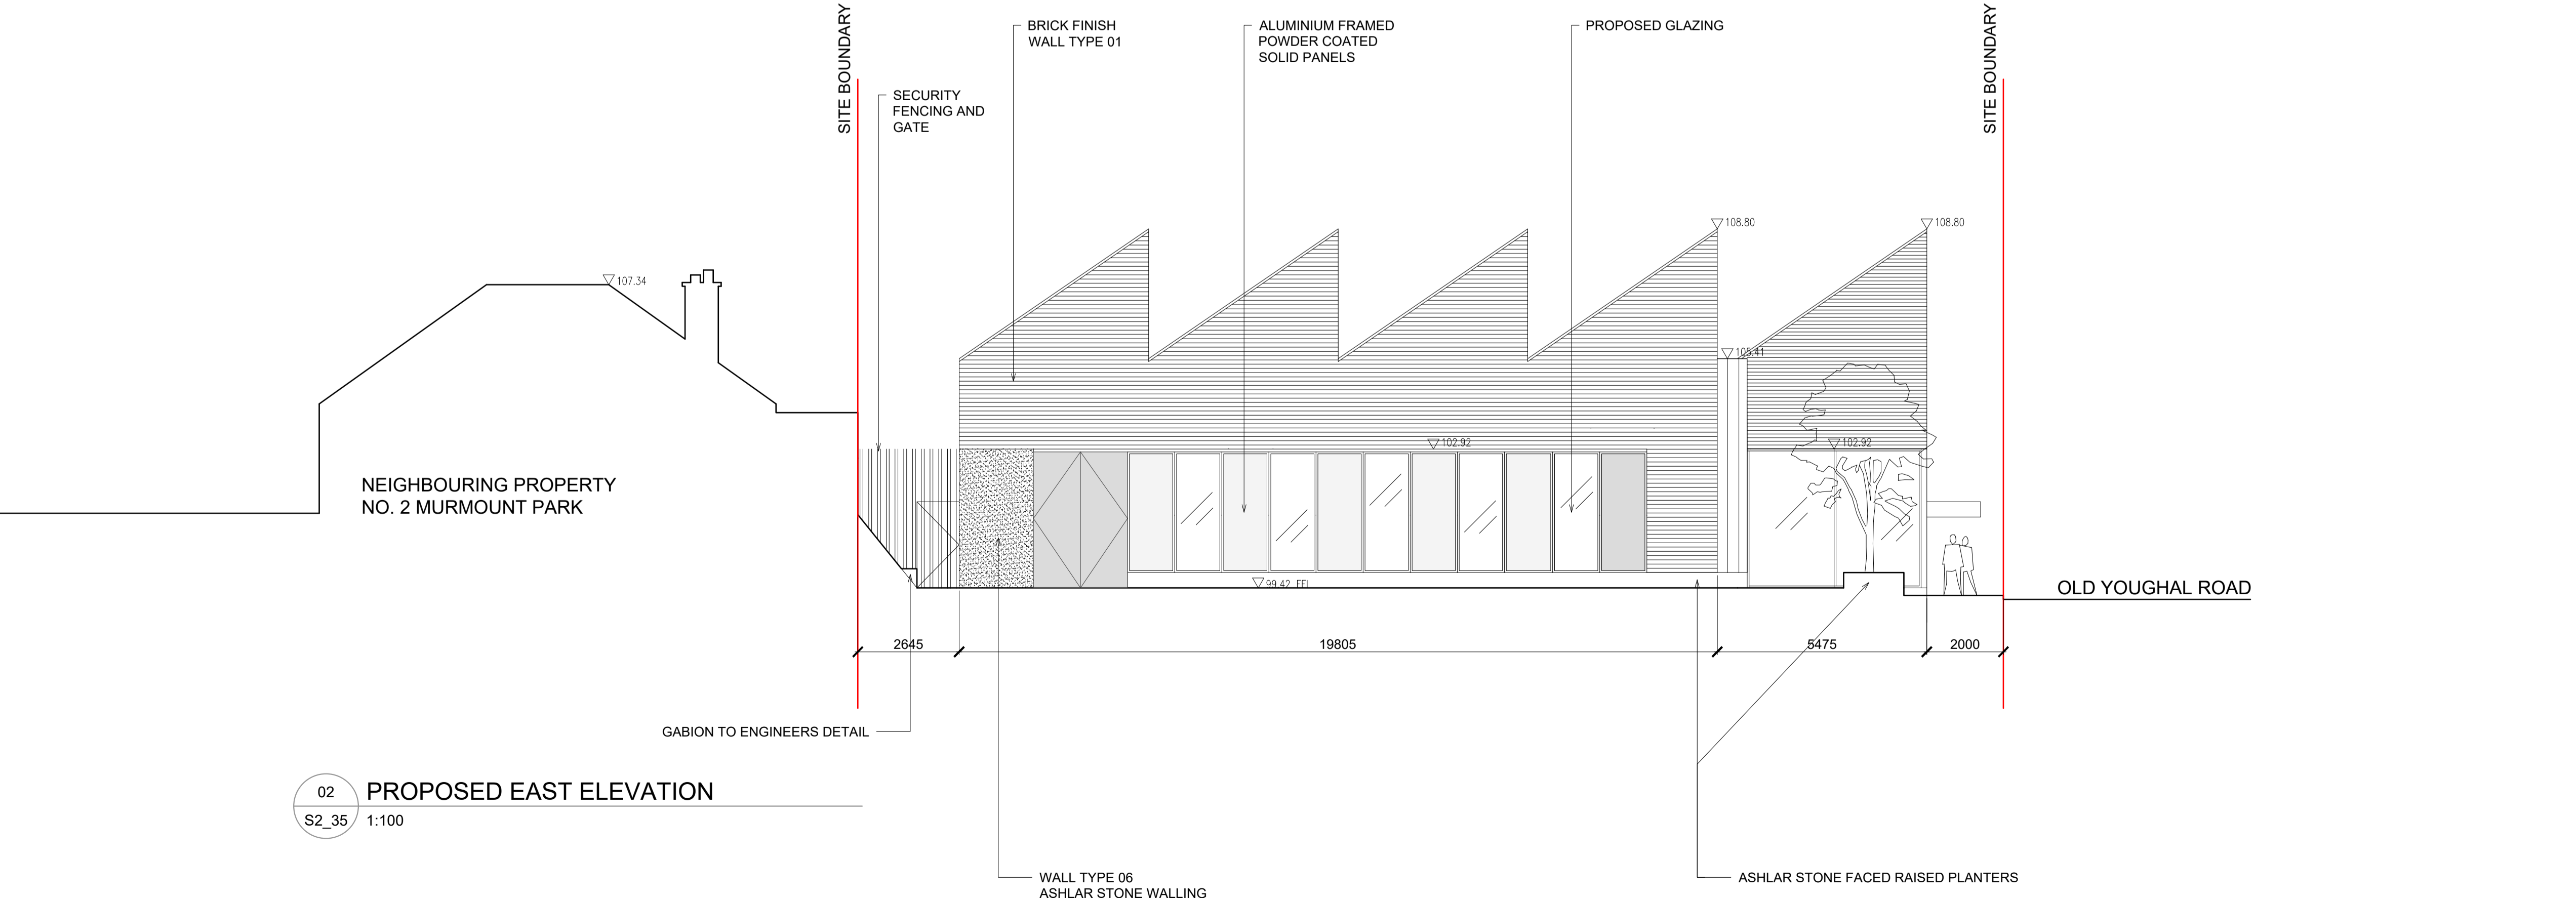 SITE BOUNDARY
SITE BOUNDARY
BRICK FINISH
WALL TYPE 01
ALUMINIUM FRAMED
POWDER COATED
SOLID PANELS
PROPOSED GLAZING
SECURITY
FENCING AND
GATE
108.80
108.80
107.34
105.41
102.92
102.92
NEIGHBOURING PROPERTY
NO. 2 MURMOUNT PARK
99.42 FFL
OLD YOUGHAL ROAD
2645
19805
5475
2000
GABION TO ENGINEERS DETAIL
02
PROPOSED EAST ELEVATION
S2_35
1:100
WALL TYPE 06
ASHLAR STONE WALLING
ASHLAR STONE FACED RAISED PLANTERS